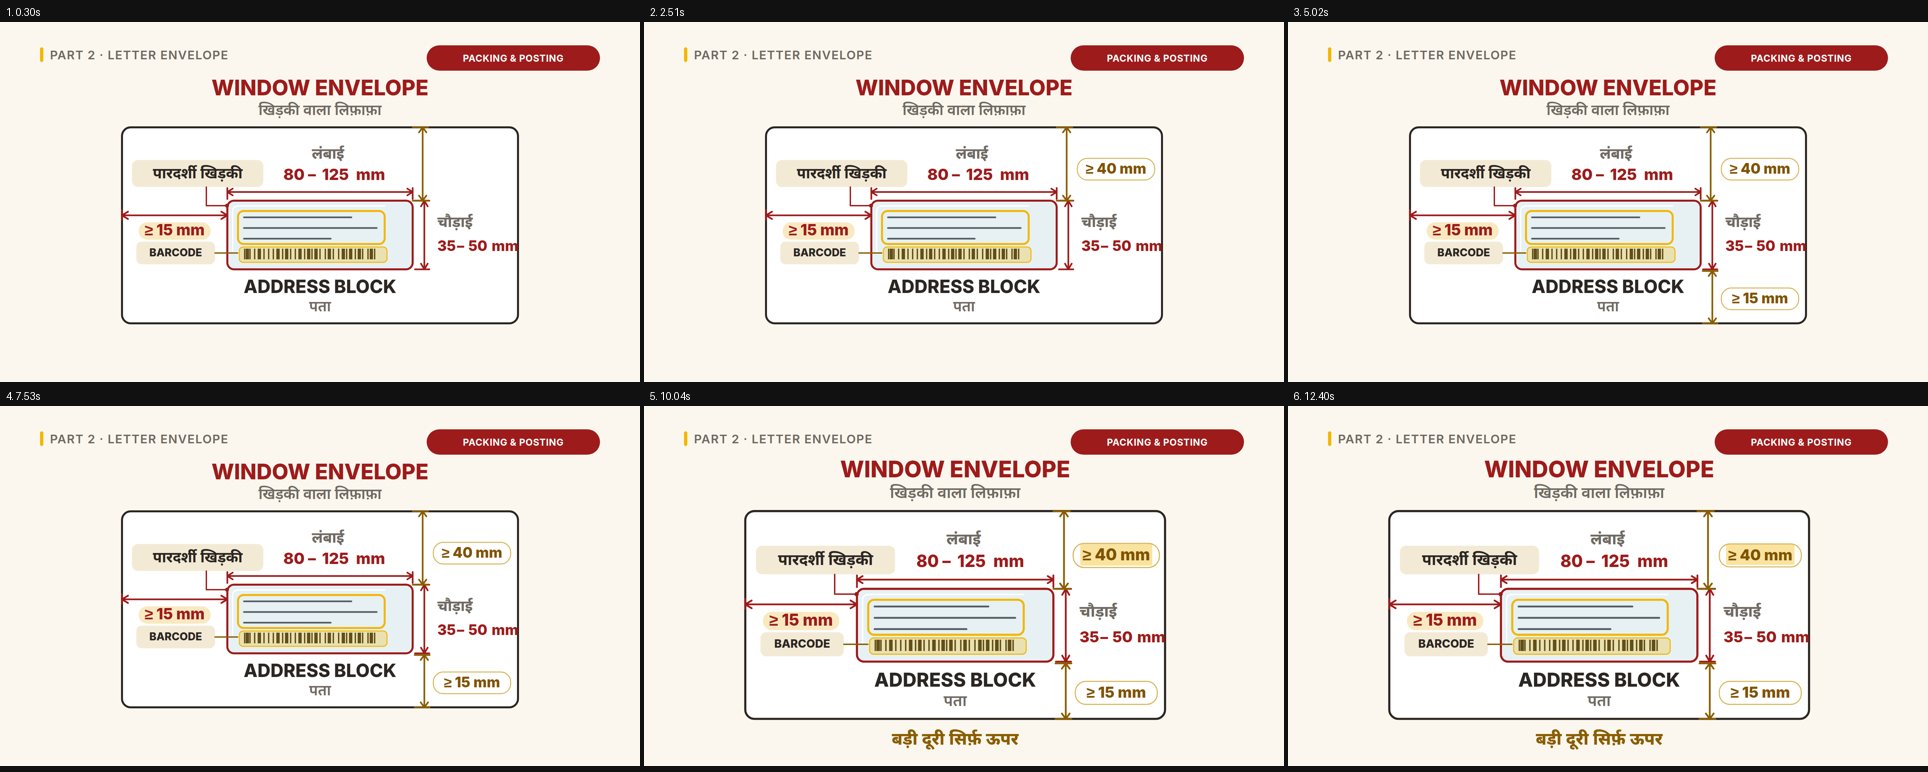 1. 0.30s
PART 2 · LETTER ENVELOPE
PACKING & POSTING
WINDOW ENVELOPE
खिड़की वाला लिफ़ाफ़ा
लंबाई
पारदर्शी खिड़की
80 – 125 mm
≥ 15 mm
चौड़ाई
35 – 50 mm
BARCODE
ADDRESS BLOCK
पता
2. 2.51s
PART 2 · LETTER ENVELOPE
PACKING & POSTING
WINDOW ENVELOPE
खिड़की वाला लिफ़ाफ़ा
लंबाई
≥ 40 mm
पारदर्शी खिड़की
80 – 125 mm
≥ 15 mm
चौड़ाई
35 – 50 mm
BARCODE
ADDRESS BLOCK
पता
3. 5.02s
PART 2 · LETTER ENVELOPE
PACKING & POSTING
WINDOW ENVELOPE
खिड़की वाला लिफ़ाफ़ा
लंबाई
≥ 40 mm
पारदर्शी खिड़की
80 – 125 mm
≥ 15 mm
चौड़ाई
35 – 50 mm
BARCODE
ADDRESS BLOCK
≥ 15 mm
पता
4. 7.53s
PART 2 · LETTER ENVELOPE
PACKING & POSTING
WINDOW ENVELOPE
खिड़की वाला लिफ़ाफ़ा
लंबाई
≥ 40 mm
पारदर्शी खिड़की
80 – 125 mm
≥ 15 mm
चौड़ाई
35 – 50 mm
BARCODE
ADDRESS BLOCK
≥ 15 mm
पता
5. 10.04s
PART 2 · LETTER ENVELOPE
PACKING & POSTING
WINDOW ENVELOPE
खिड़की वाला लिफ़ाफ़ा
लंबाई
≥ 40 mm
पारदर्शी खिड़की
80 – 125 mm
≥ 15 mm
चौड़ाई
35 – 50 mm
BARCODE
ADDRESS BLOCK
≥ 15 mm
पता
बड़ी दूरी सिर्फ़ ऊपर
6. 12.40s
PART 2 · LETTER ENVELOPE
PACKING & POSTING
WINDOW ENVELOPE
खिड़की वाला लिफ़ाफ़ा
लंबाई
≥ 40 mm
पारदर्शी खिड़की
80 – 125 mm
≥ 15 mm
चौड़ाई
35 – 50 mm
BARCODE
ADDRESS BLOCK
≥ 15 mm
पता
बड़ी दूरी सिर्फ़ ऊपर